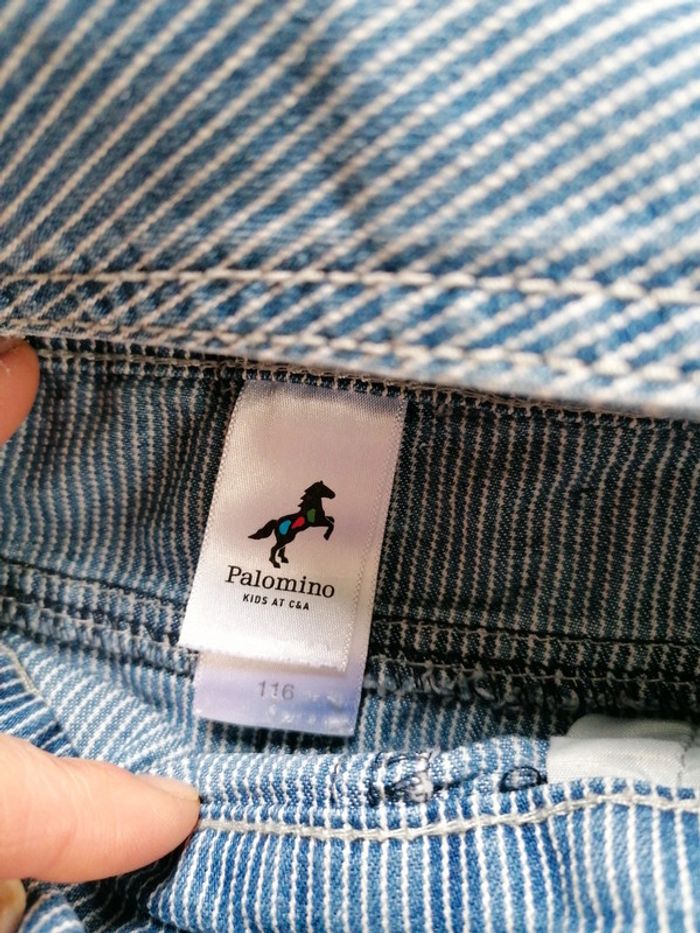 Palomino
KIDS AT C&A
116